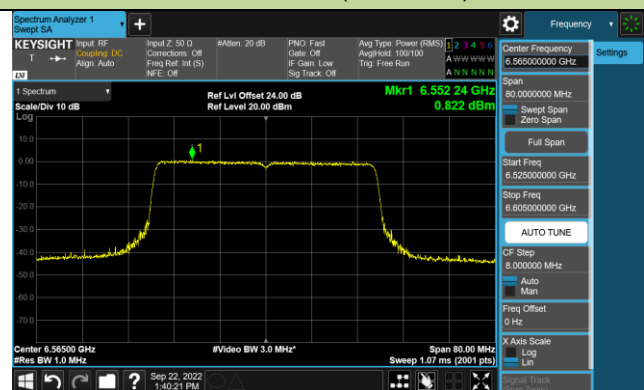 Spectrum Analyzer 1
Swept SA
+
Frequency
KEYSIGHT
Input: RF
Coupling: DC
Align: Auto
Input Z: 50 Ω
Corrections: Off
Freq Ref: Int (S)
NFE: Off
#Atten: 20 dB
PNO: Fast
Gate: Off
IF Gain: Low
Sig Track: Off
Avg Type: Power (RMS)
Avg|Hold: 100/100
Trig: Free Run
1 2 3 4 5 6
A W W W W W
A N N N N N
LXI
T
1 Spectrum
Scale/Div 10 dB
Ref Lvl Offset 24.00 dB
Ref Level 20.00 dBm
Mkr1 6.552 24 GHz
0.822 dBm
Log
10.0
0.00
-10.0
-20.0
-30.0
-40.0
-50.0
-60.0
-70.0
1
Center 6.56500 GHz
#Res BW 1.0 MHz
#Video BW 3.0 MHz*
Span 80.00 MHz
Sweep 1.07 ms (2001 pts)
Sep 22, 2022
1:40:21 PM
?
Center Frequency
6.565000000 GHz
Settings
Span
80.0000000 MHz
Swept Span
Zero Span
Full Span
Start Freq
6.525000000 GHz
Stop Freq
6.605000000 GHz
AUTO TUNE
CF Step
8.000000 MHz
Auto
Man
Freq Offset
0 Hz
X Axis Scale
Log
Lin
Signal Track